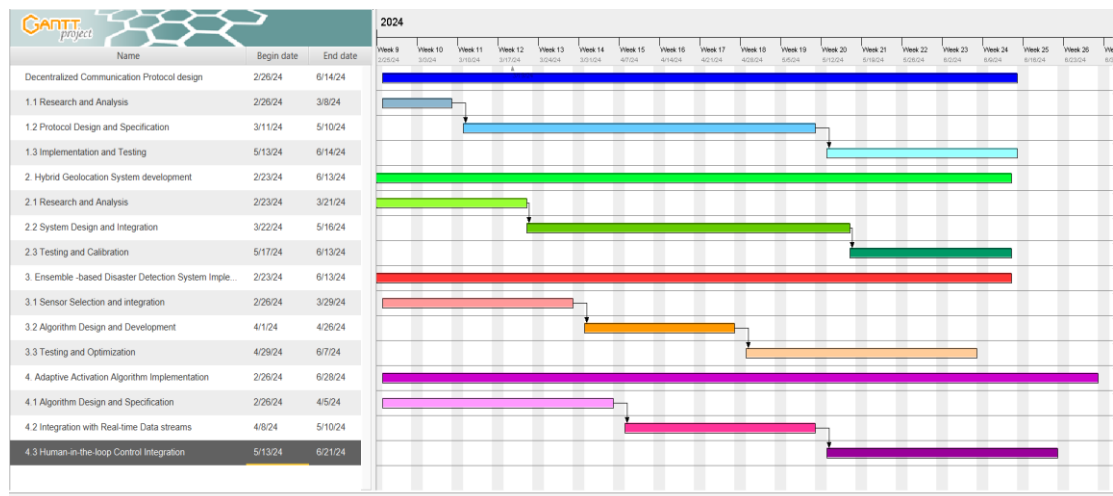 GANTT
project
2024
Name Begin date End date
Week 9 Week 10 Week 11 Week 12 Week 13 Week 14 Week 15 Week 16 Week 17 Week 18 Week 19 Week 20 Week 21 Week 22 Week 23 Week 24 Week 25 Week 26
Decentralized Communication Protocol design 2/26/24 6/14/24
1.1 Research and Analysis 2/26/24 3/8/24
1.2 Protocol Design and Specification 3/11/24 5/10/24
1.3 Implementation and Testing 5/13/24 6/14/24
2. Hybrid Geolocation System development 2/23/24 6/13/24
2.1 Research and Analysis 2/23/24 3/21/24
2.2 System Design and Integration 3/22/24 5/16/24
2.3 Testing and Calibration 5/17/24 6/13/24
3. Ensemble -based Disaster Detection System Imple... 2/23/24 6/13/24
3.1 Sensor Selection and integration 2/26/24 3/29/24
3.2 Algorithm Design and Development 4/1/24 4/26/24
3.3 Testing and Optimization 4/29/24 6/7/24
4. Adaptive Activation Algorithm Implementation 2/26/24 6/28/24
4.1 Algorithm Design and Specification 2/26/24 4/5/24
4.2 Integration with Real-time Data streams 4/8/24 5/10/24
4.3 Human-in-the-loop Control Integration 5/13/24 6/21/24